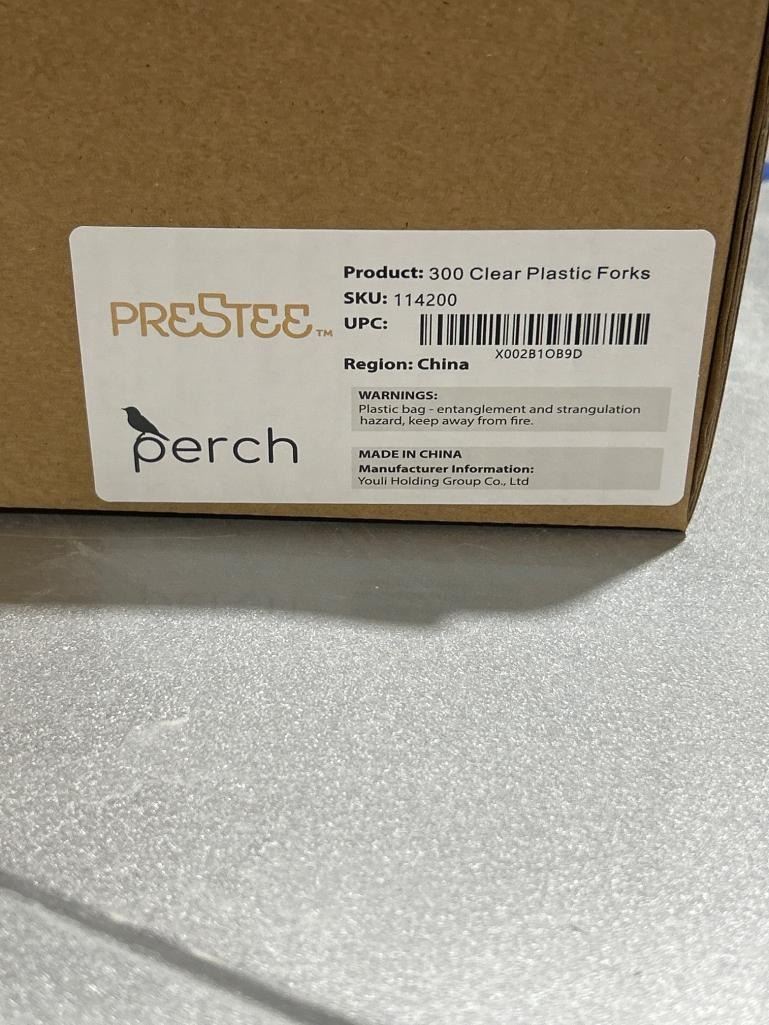 PRESTEE™
perch
Product: 300 Clear Plastic Forks
SKU: 114200
UPC:
X002B1OB9D
Region: China
WARNINGS:
Plastic bag - entanglement and strangulation
hazard, keep away from fire.
MADE IN CHINA
Manufacturer Information:
Youli Holding Group Co., Ltd